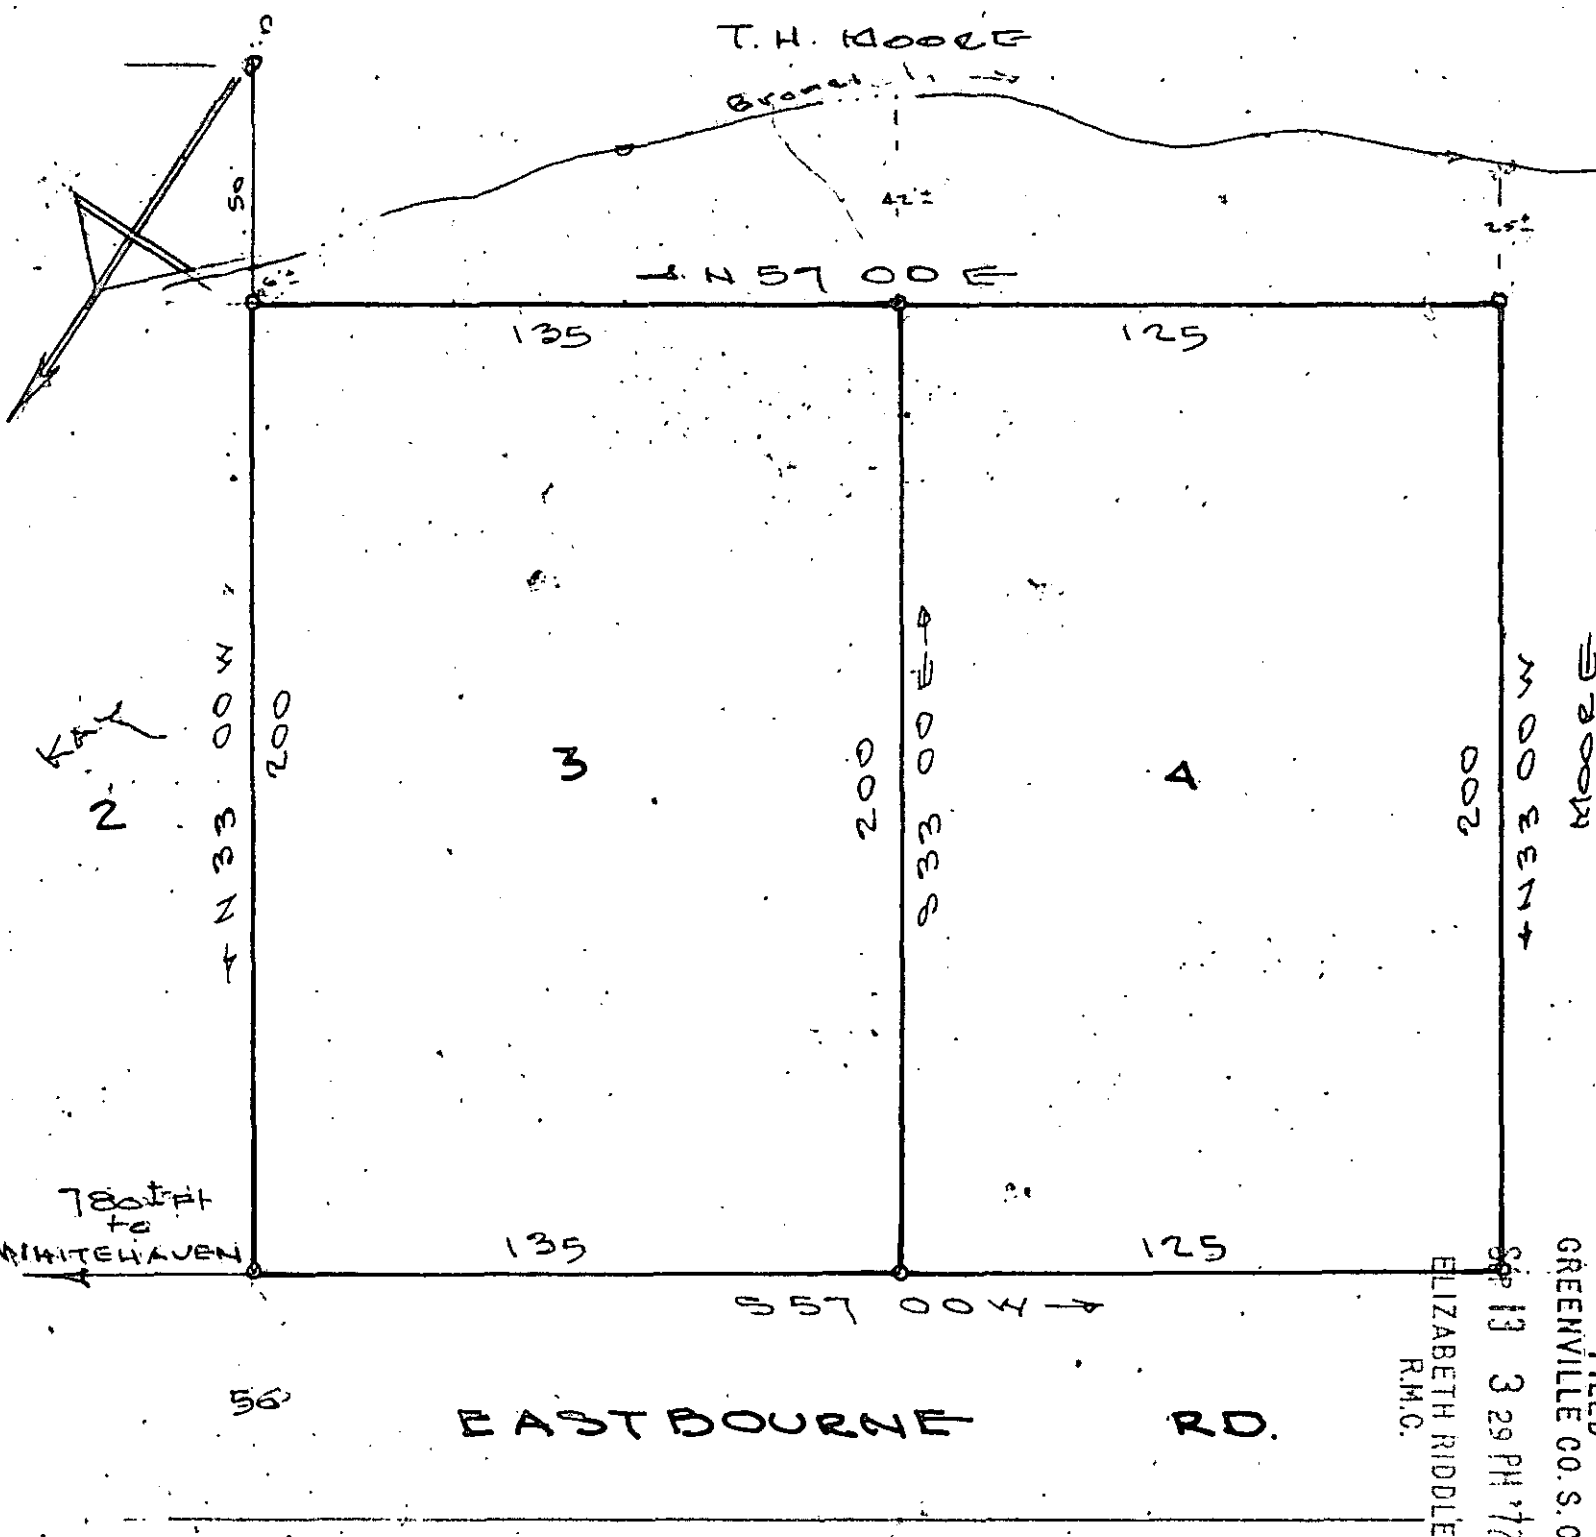 T. H. MOORE
50
42'±
25'±
N 57 00 E
135
125
N 33 00 W
200
S 33 00 E
200
N 33 00 W
200
MOORE
KAY
2
3
4
780± Ft
to
WHITEHAVEN
135
125
S 57 00 W
56'
EASTBOURNE RD.
GREENVILLE CO. S. C
SEP 13 3 29 PM '77
ELIZABETH RIDDLE
R.M.C.